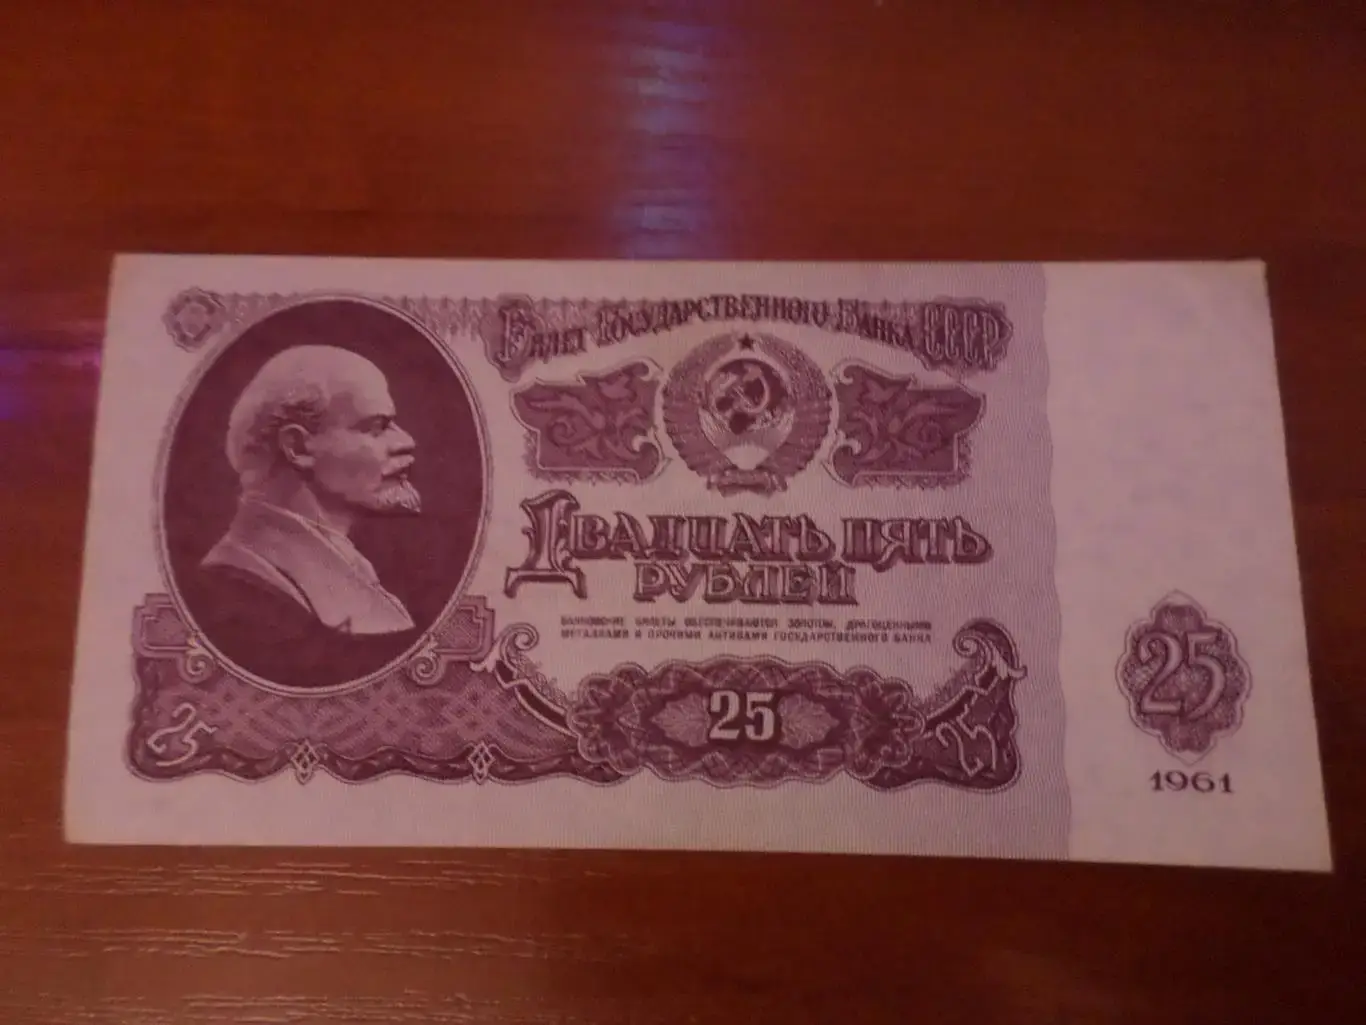 Билет Государственного Банка СССР
Двадцать пять
рублей
БАНКОВСКИЕ БИЛЕТЫ ОБЕСПЕЧИВАЮТСЯ ЗОЛОТОМ, ДРАГОЦЕННЫМИ
МЕТАЛЛАМИ И ПРОЧИМИ АКТИВАМИ ГОСУДАРСТВЕННОГО БАНКА
25
25
25
25
1961